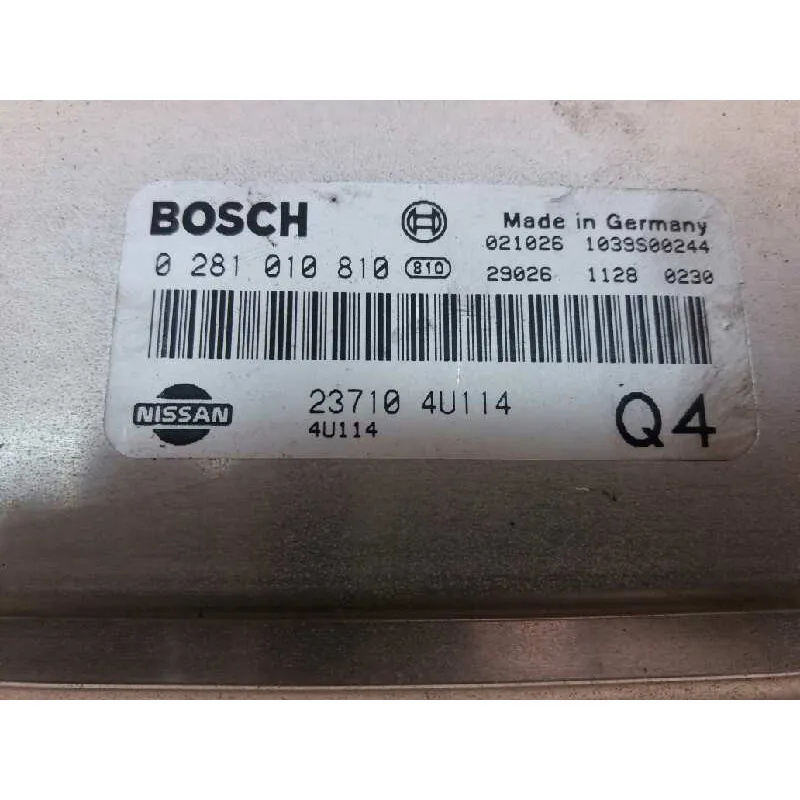 BOSCH
Made in Germany
021026 1039S00244
0 281 010 810 810
29026 1128 0230
NISSAN
23710 4U114
4U114
Q4